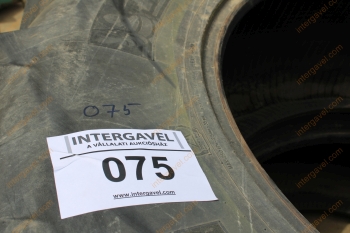 075
INTERGAVEL
A VÁLLALATI AUKCIÓSHÁZ
075
www.intergavel.com